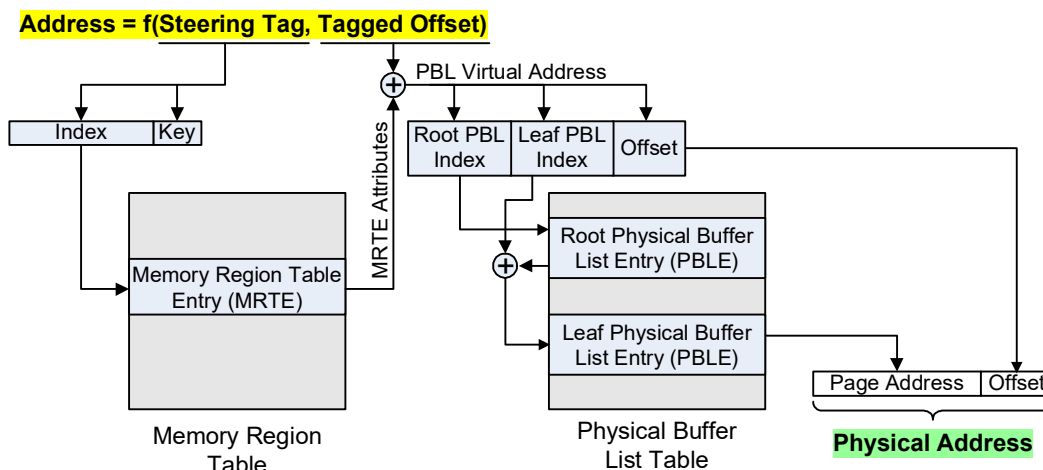 Address = f(Steering Tag, Tagged Offset)
PBL Virtual Address
Index
Key
MRTE Attributes
Root PBL
Index
Leaf PBL
Index
Offset
Memory Region Table
Entry (MRTE)
Root Physical Buffer
List Entry (PBLE)
Leaf Physical Buffer
List Entry (PBLE)
Page Address
Offset
Physical Address
Memory Region
Table
Physical Buffer
List Table